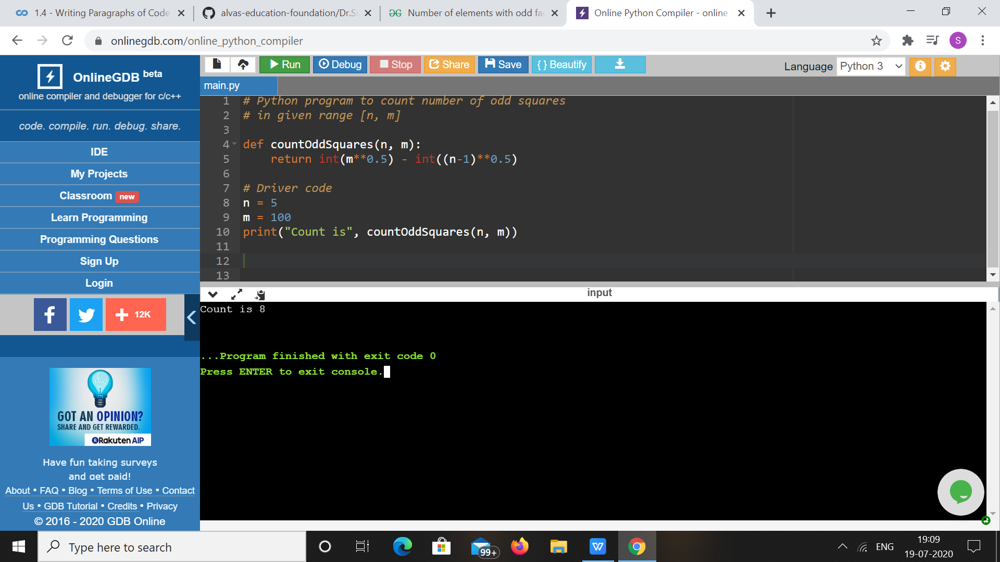 1.4 - Writing Paragraphs of Code
alvas-education-foundation/Dr.S
Number of elements with odd fa
Online Python Compiler - online
onlinegdb.com/online_python_compiler
S
OnlineGDB beta
online compiler and debugger for c/c++
code. compile. run. debug. share.
IDE
My Projects
Classroom new
Learn Programming
Programming Questions
Sign Up
Login
12K
idea
GOT AN OPINION?
SHARE AND GET REWARDED.
Rakuten AIP
Have fun taking surveys
and get paid!
About • FAQ • Blog • Terms of Use • Contact
Us • GDB Tutorial • Credits • Privacy
© 2016 - 2020 GDB Online
Run Debug Stop Share Save { } Beautify
Language Python 3
main.py
1 # Python program to count number of odd squares
2 # in given range [n, m]
3
4 def countOddSquares(n, m):
5 return int(m**0.5) - int((n-1)**0.5)
6
7 # Driver code
8 n = 5
9 m = 100
10 print("Count is", countOddSquares(n, m))
11
12
13
input
Count is 8
...Program finished with exit code 0
Press ENTER to exit console.
Type here to search
99+
W
ENG
19:09
19-07-2020